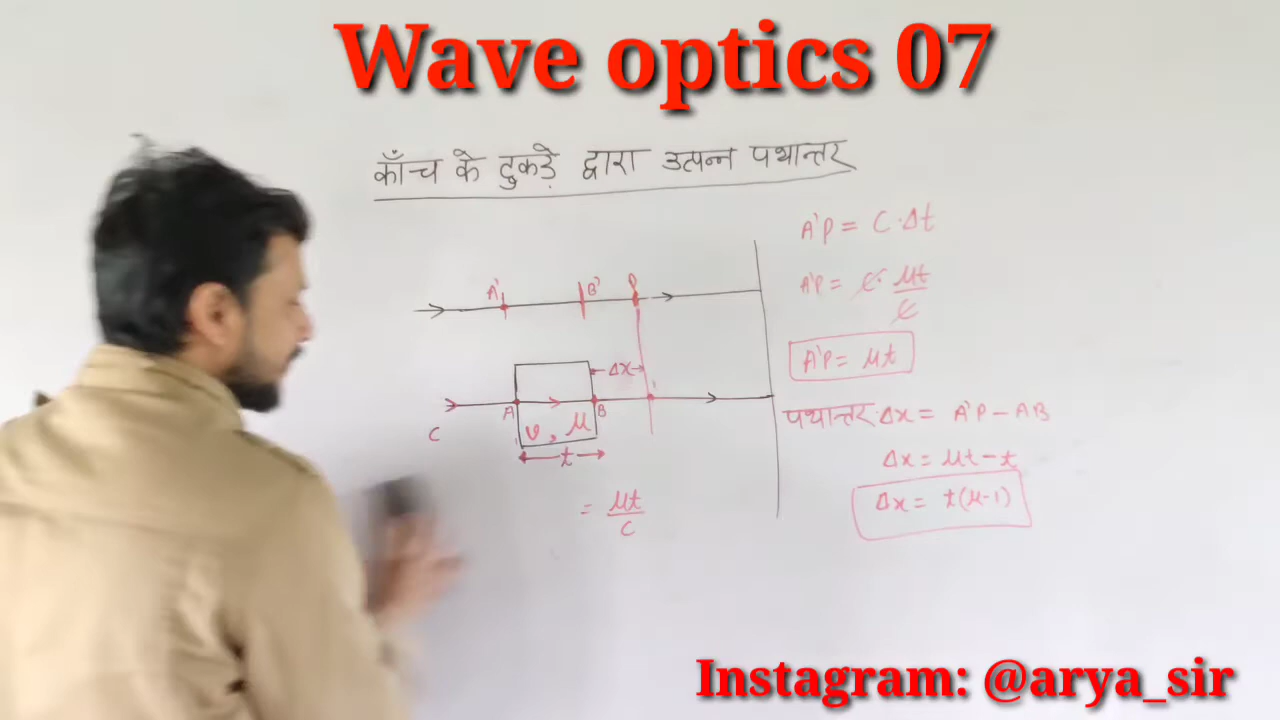 Wave optics 07
काँच के टुकड़े द्वारा उत्पन्न पथान्तर
A' B' P
Δx
A B
υ, μ
C
t
= μt/c
A'P = C·Δt
A'P = c· μt/c
A'P = μt
पथान्तर Δx = A'P - AB
Δx = μt - t
Δx = t(μ-1)
Instagram: @arya_sir